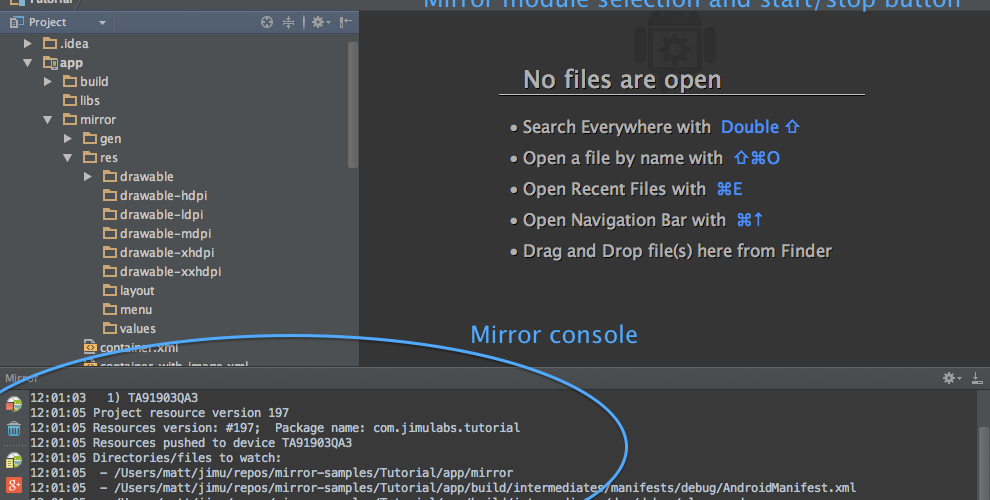 Tutorial
Mirror module selection and start/stop button
Project
.idea
app
build
libs
mirror
gen
res
drawable
drawable-hdpi
drawable-ldpi
drawable-mdpi
drawable-xhdpi
drawable-xxhdpi
layout
menu
values
container.xml
container_with_image.xml
No files are open
• Search Everywhere with Double ⇧
• Open a file by name with ⇧⌘O
• Open Recent Files with ⌘E
• Open Navigation Bar with ⌘↑
• Drag and Drop file(s) here from Finder
Mirror console
Mirror
12:01:03 1) TA91903QA3
12:01:05 Project resource version 197
12:01:05 Resources version: #197; Package name: com.jimulabs.tutorial
12:01:05 Resources pushed to device TA91903QA3
12:01:05 Directories/files to watch:
12:01:05 - /Users/matt/jimu/repos/mirror-samples/Tutorial/app/mirror
12:01:05 - /Users/matt/jimu/repos/mirror-samples/Tutorial/app/build/intermediates/manifests/debug/AndroidManifest.xml